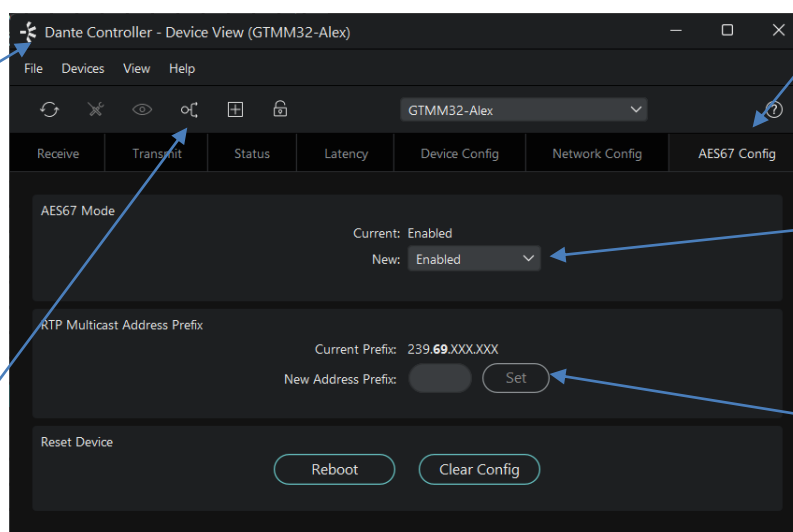 Dante Controller - Device View (GTMM32-Alex)
File Devices View Help
GTMM32-Alex
Receive Transmit Status Latency Device Config Network Config AES67 Config
AES67 Mode
Current: Enabled
New: Enabled
RTP Multicast Address Prefix
Current Prefix: 239.69.XXX.XXX
New Address Prefix: Set
Reset Device
Reboot Clear Config